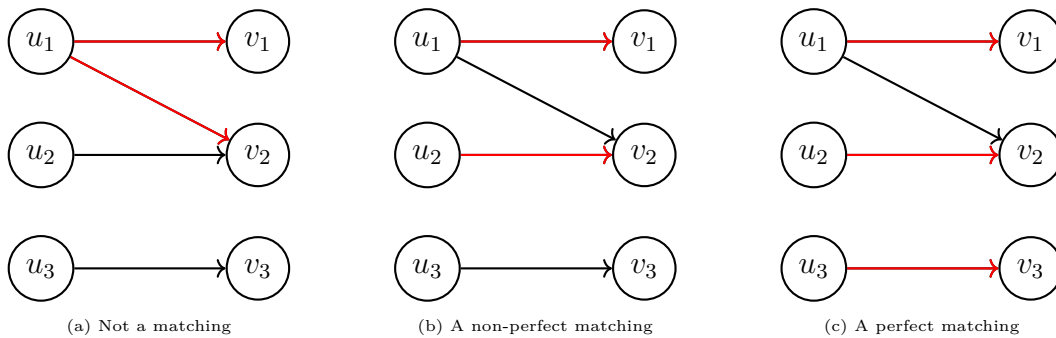 u1 v1 u1 v1 u1 v1
u2 v2 u2 v2 u2 v2
u3 v3 u3 v3 u3 v3
(a) Not a matching (b) A non-perfect matching (c) A perfect matching